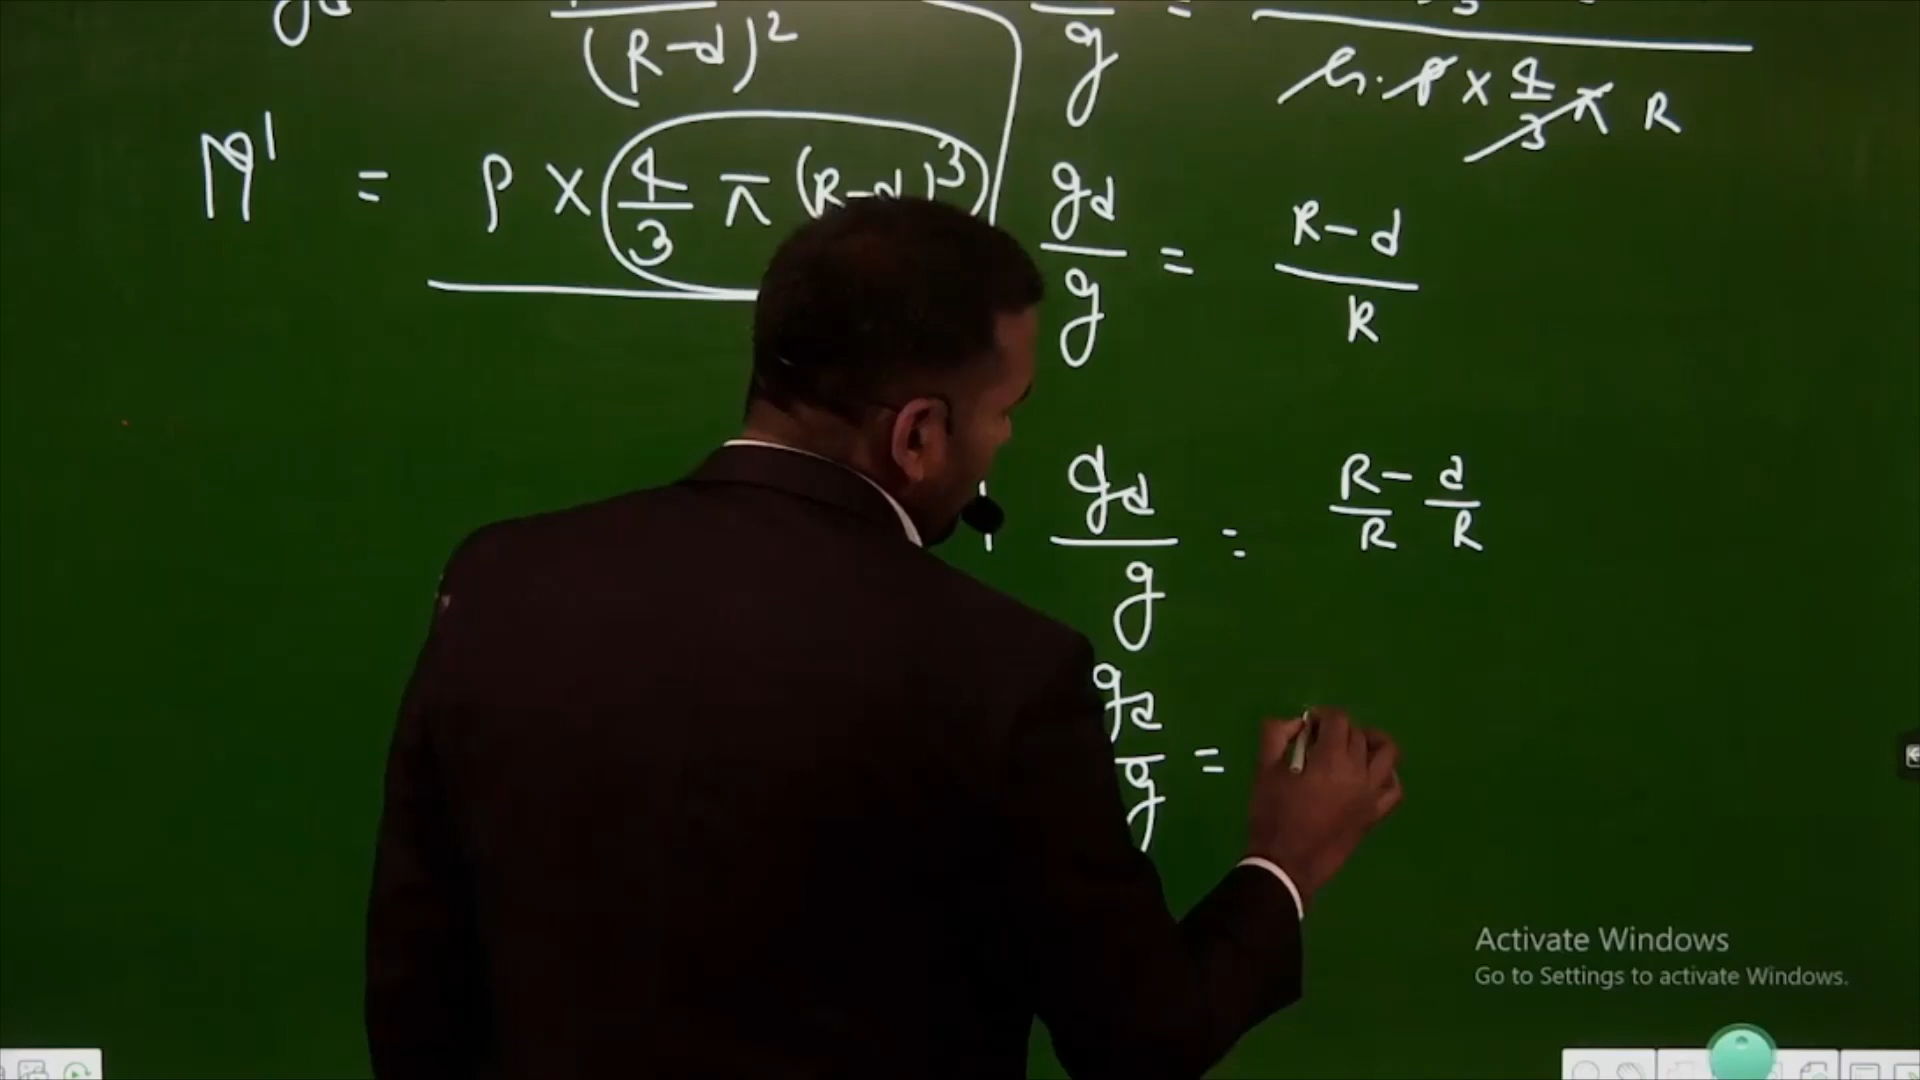 (R-d)²
M' = ρ × 4/3 π (R-d)³
g =
G.ρ × 4/3 π R
gd/g = R-d/R
gd/g = R/R - d/R
gd/g =
Activate Windows
Go to Settings to activate Windows.